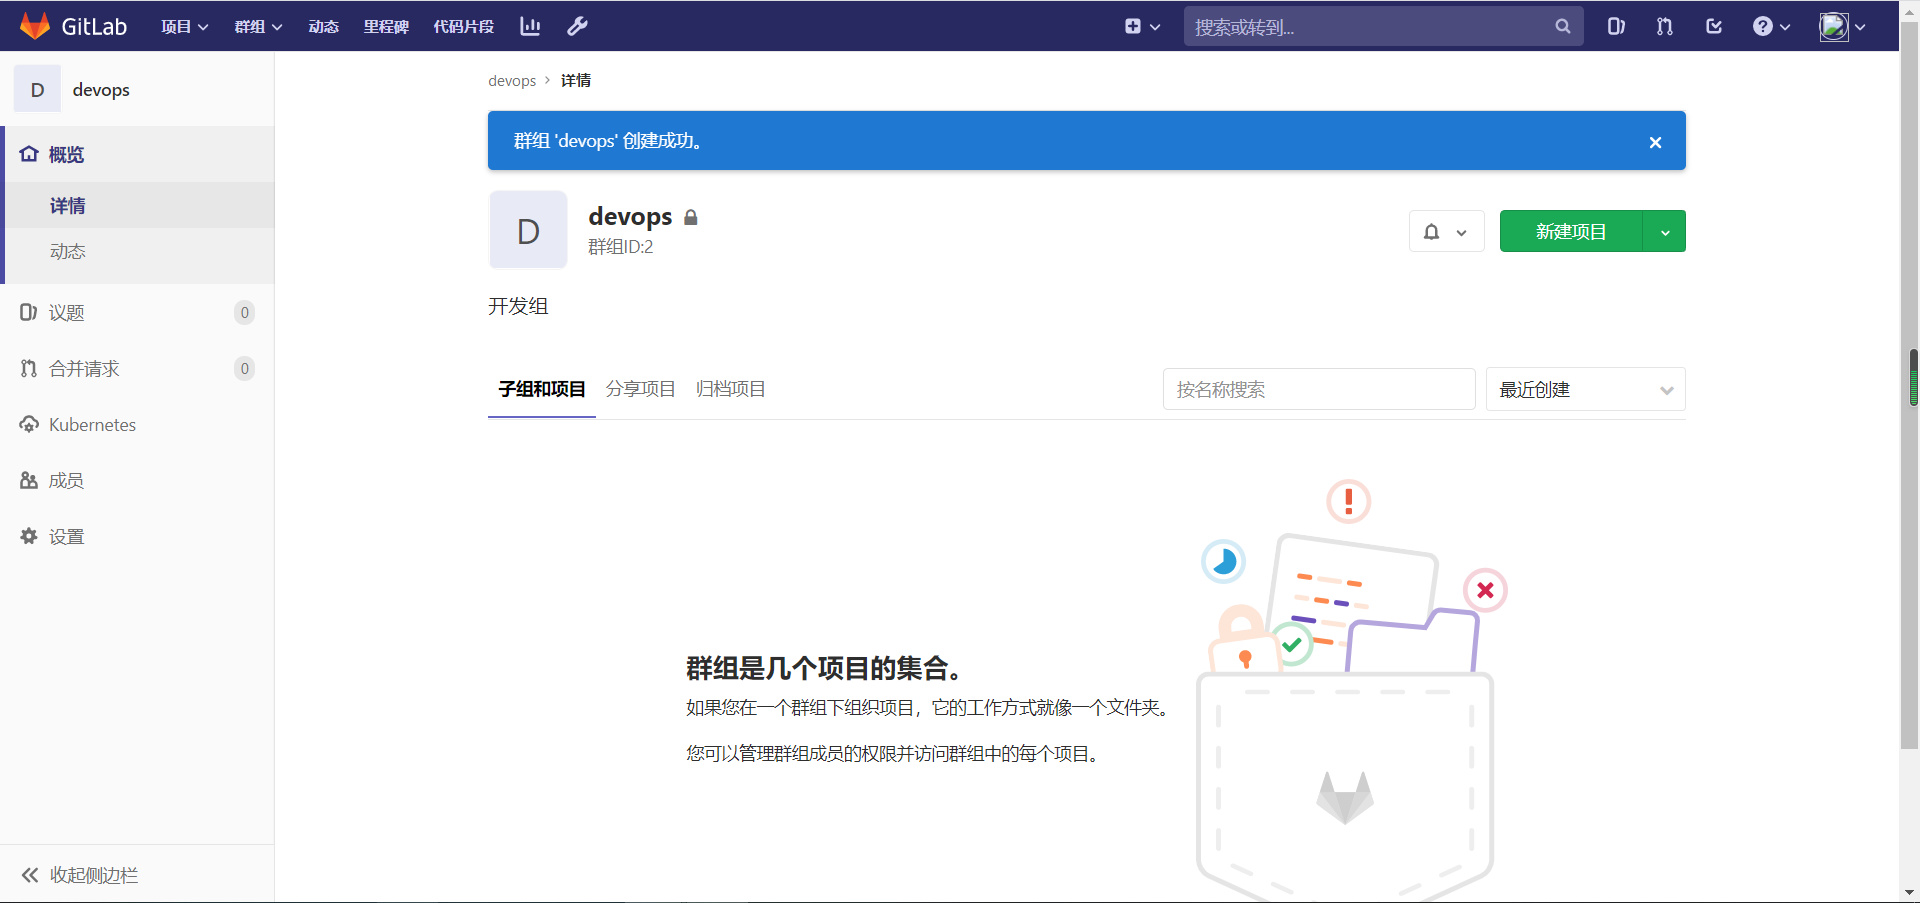 GitLab 项目 群组 动态 里程碑 代码片段 搜索或转到...
D devops
概览
详情
动态
议题 0
合并请求 0
Kubernetes
成员
设置
收起侧边栏
devops 详情
群组 'devops' 创建成功。
D
devops
群组ID:2
新建项目
开发组
子组和项目 分享项目 归档项目 按名称搜索 最近创建
群组是几个项目的集合。
如果您在一个群组下组织项目，它的工作方式就像一个文件夹。
您可以管理群组成员的权限并访问群组中的每个项目。